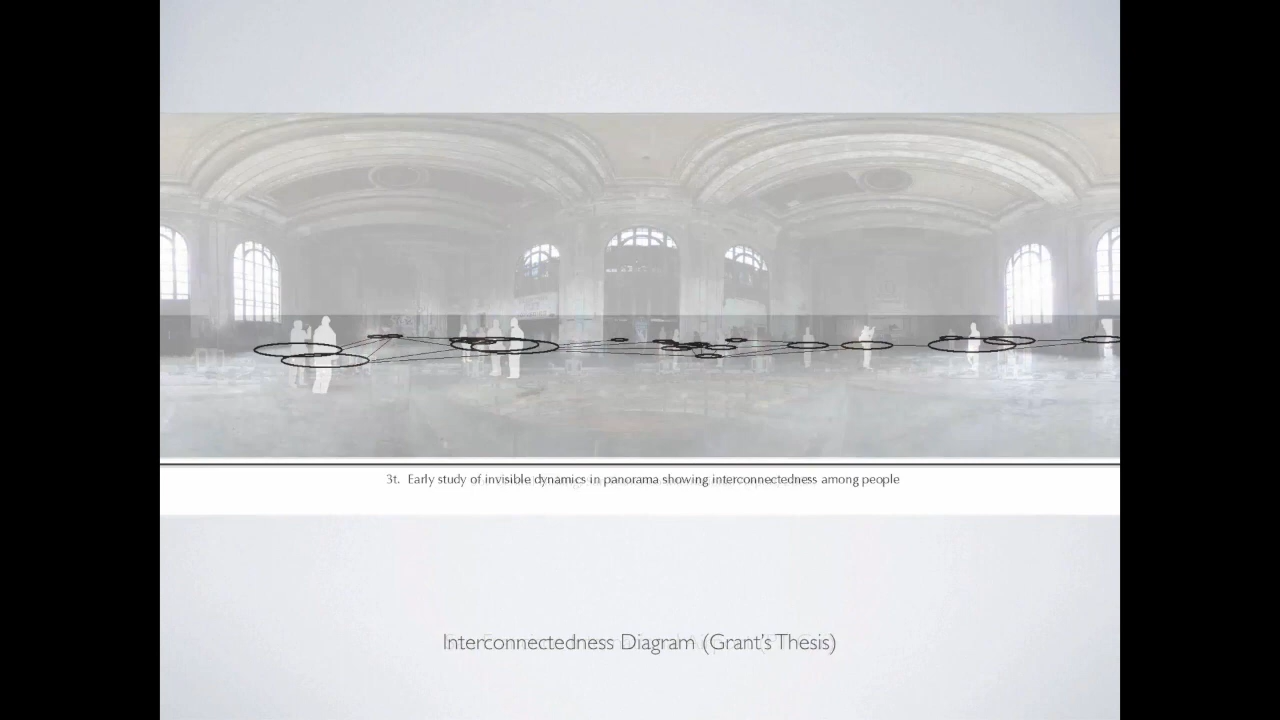 3t. Early study of invisible dynamics in panorama showing interconnectedness among people
Interconnectedness Diagram (Grant's Thesis)